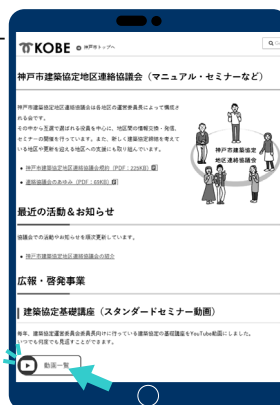 KOBE 神戸市トップへ
神戸市建築協定地区連絡協議会（マニュアル・セミナーなど）
神戸市建築協定地区連絡協議会は各地区の運営委員長によって構成さ
れる会です。
その中から互選で選ばれる役員を中心に、地区間の情報交換・発信、
セミナーの開催を行っています。また、新しく建築協定締結を考えて
いる地区や更新を迎える地区への支援にも取り組んでいます。
神戸市建築協定
地区連絡協議会
• 神戸市建築協定地区連絡協議会規約（PDF：225KB）
• 連絡協議会のあゆみ（PDF：65KB）
最近の活動＆お知らせ
協議会での活動やお知らせを順次更新しています。
• 神戸市建築協定地区連絡協議会の紹介
広報・啓発事業
建築協定基礎講座（スタンダードセミナー動画）
毎年、建築協定運営委員会委員長向けに行っている建築協定の基礎講座をYouTube動画にしました。
いつでも何度でも見返すことができます。
動画一覧